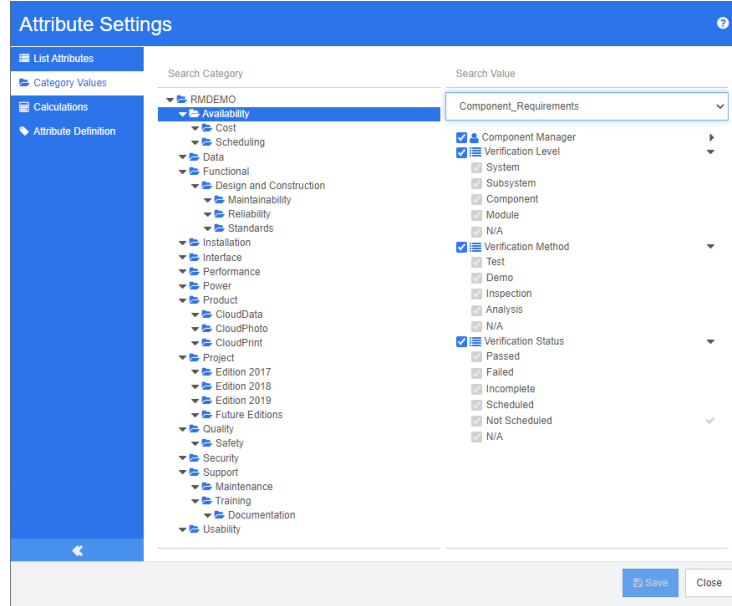 Attribute Settings
List Attributes
Category Values
Calculations
Attribute Definition
Search Category
RMDEMO
Availability
Cost
Scheduling
Data
Functional
Design and Construction
Maintainability
Reliability
Standards
Installation
Interface
Performance
Power
Product
CloudData
CloudPhoto
CloudPrint
Project
Edition 2017
Edition 2018
Edition 2019
Future Editions
Quality
Safety
Security
Support
Maintenance
Training
Documentation
Usability
Search Value
Component_Requirements
Component Manager
Verification Level
System
Subsystem
Component
Module
N/A
Verification Method
Test
Demo
Inspection
Analysis
N/A
Verification Status
Passed
Failed
Incomplete
Scheduled
Not Scheduled
N/A
Save
Close